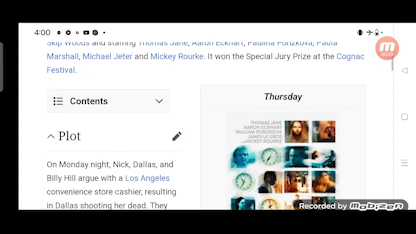 4:00
Skip Woods and starring Thomas Jane, Aaron Eckhart, Paulina Porizkova, Paula
Marshall, Michael Jeter and Mickey Rourke. It won the Special Jury Prize at the Cognac
Festival.
Contents
Thursday
THOMAS JANE
AARON ECKHART
PAULINA PORIZKOVA
JAMES LE GROS
MICKEY ROURKE
Plot
On Monday night, Nick, Dallas, and
Billy Hill argue with a Los Angeles
convenience store cashier, resulting
in Dallas shooting her dead. They
Recorded by Mobizen